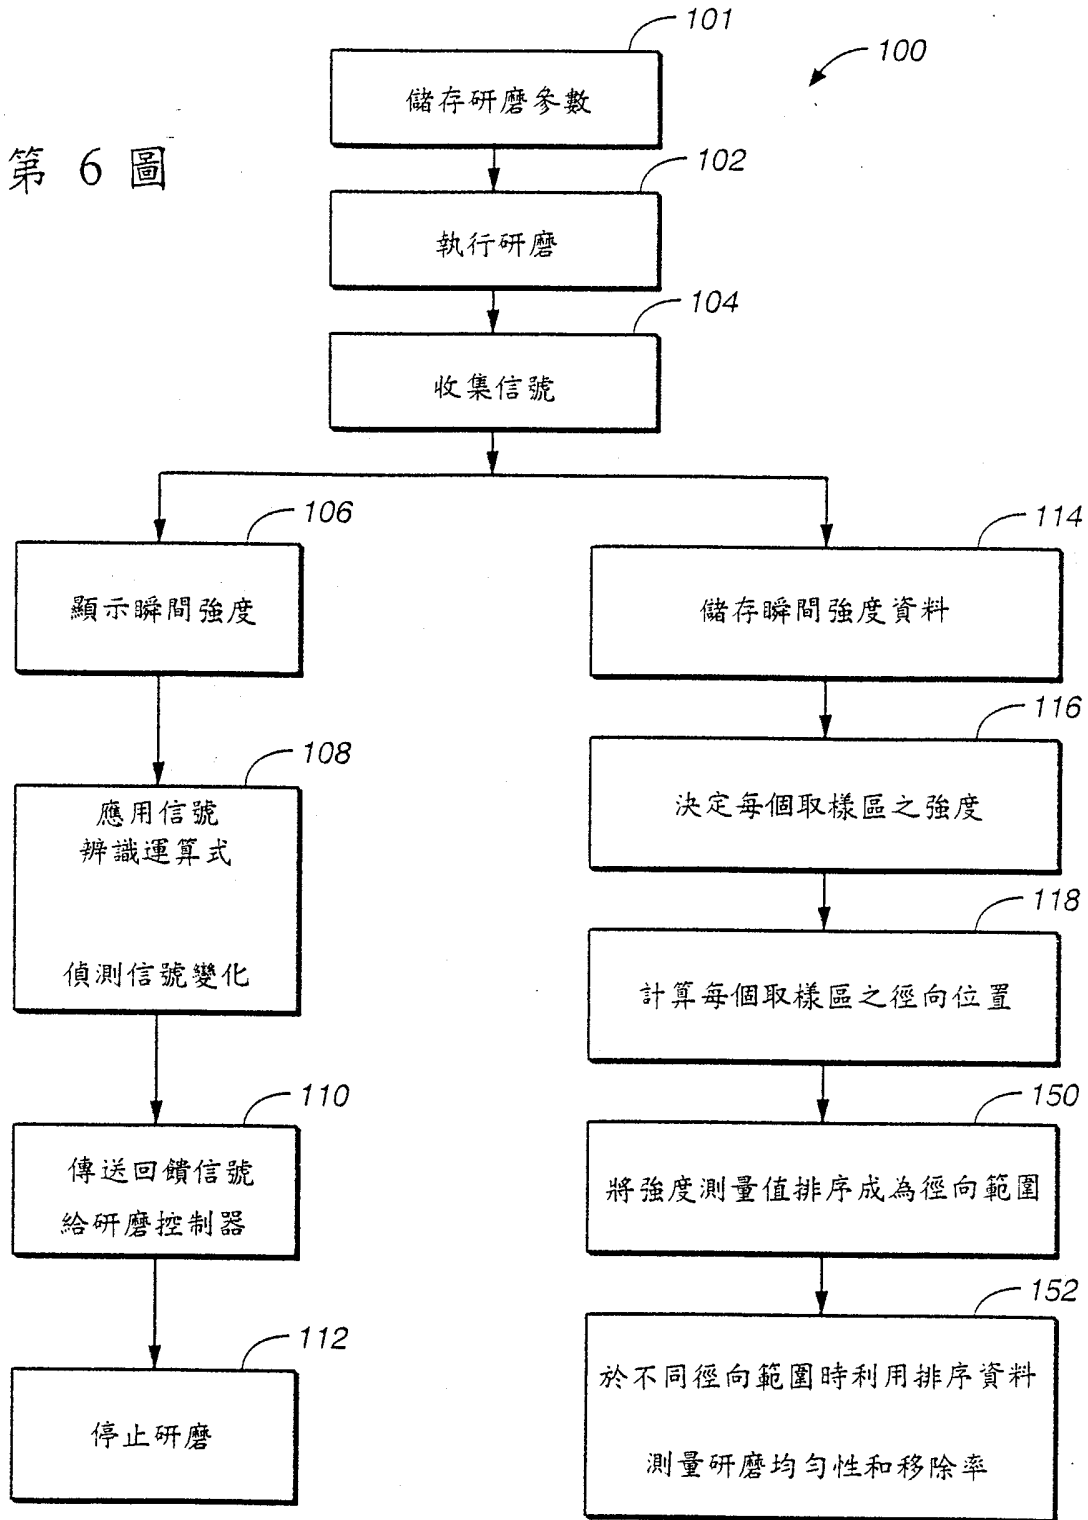 101
100
儲存研磨參數
第 6 圖
102
執行研磨
104
收集信號
106
顯示瞬間強度
108
應用信號
辨識運算式
偵測信號變化
110
傳送回饋信號
給研磨控制器
112
停止研磨
114
儲存瞬間強度資料
116
決定每個取樣區之強度
118
計算每個取樣區之徑向位置
150
將強度測量值排序成為徑向範圍
152
於不同徑向範圍時利用排序資料
測量研磨均勻性和移除率